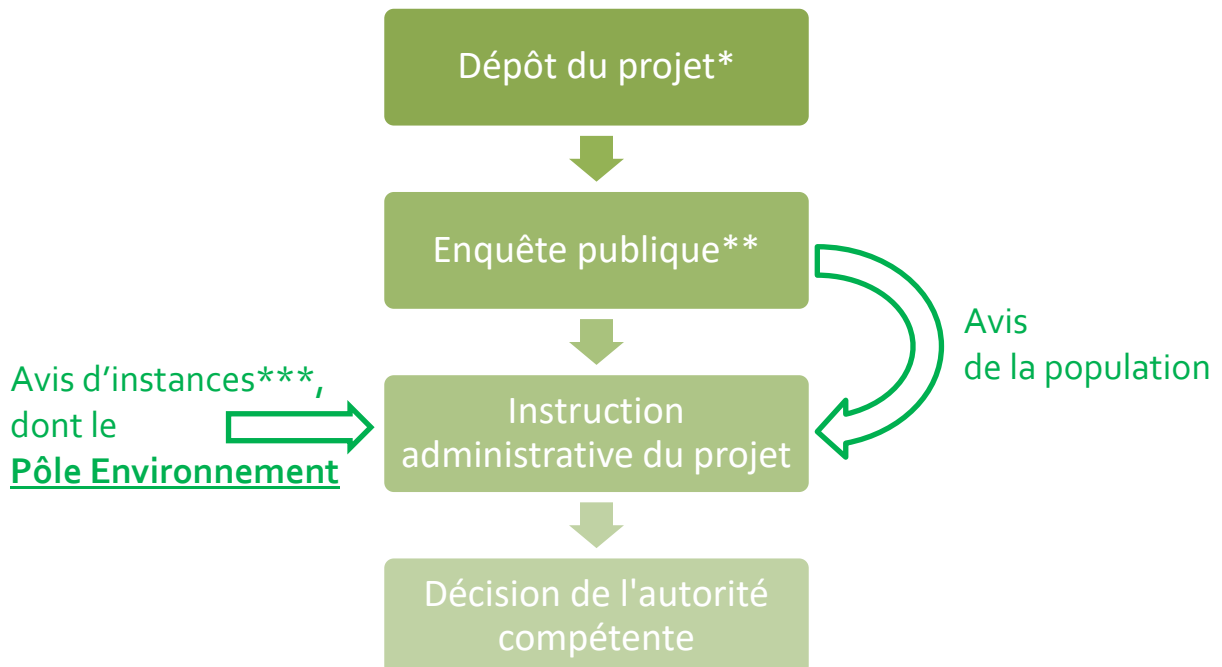 Dépôt du projet*
Enquête publique**
Avis
de la population
Avis d’instances***,
dont le
Pôle Environnement
Instruction
administrative du projet
Décision de l'autorité
compétente